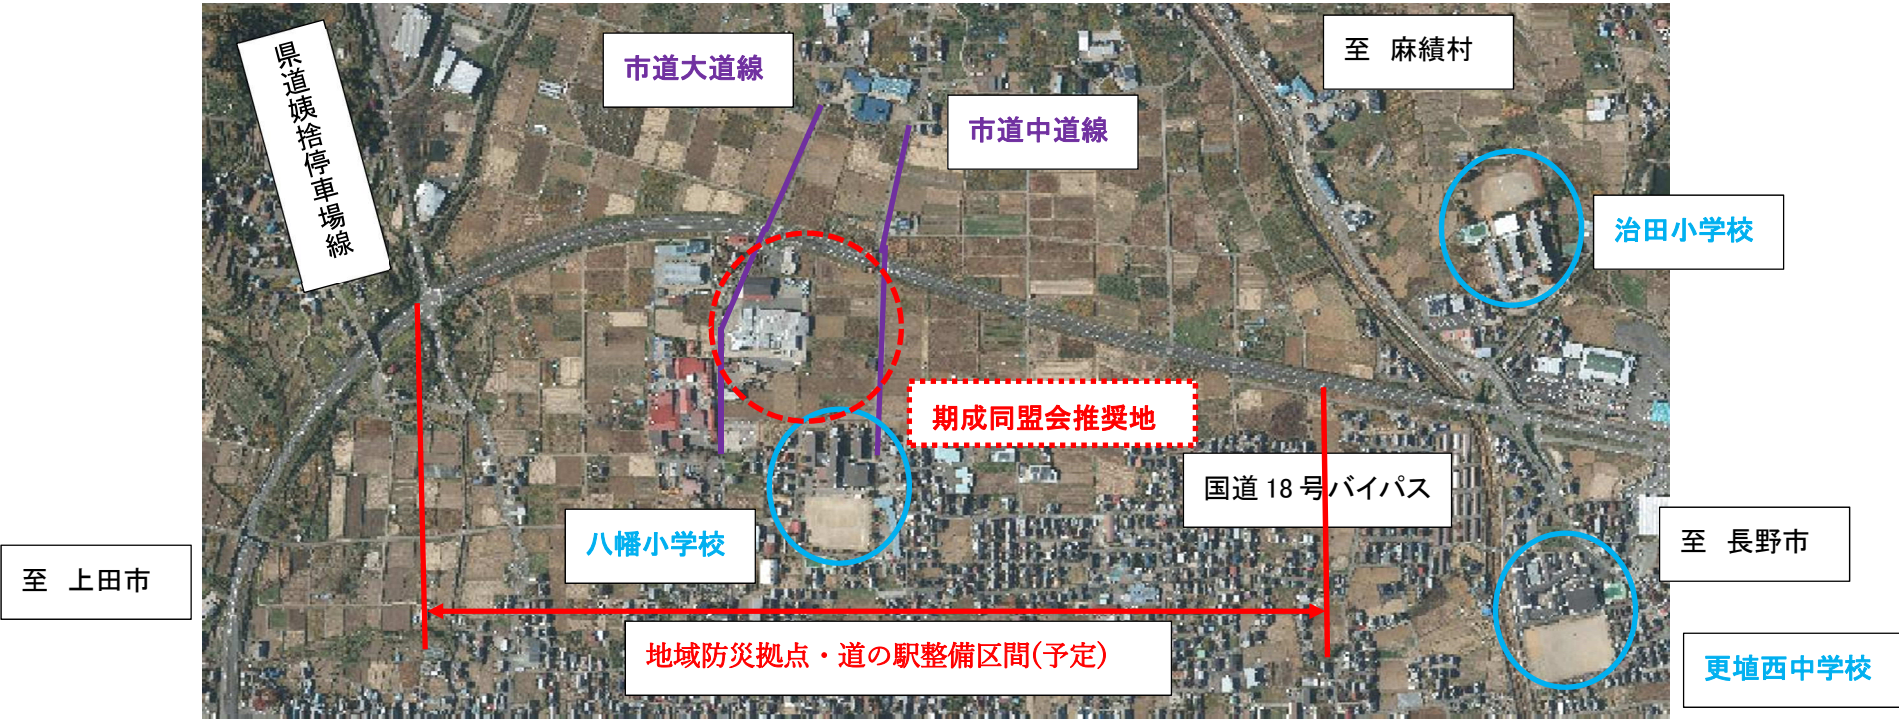 県道姨捨停車場線
市道大道線
至 麻績村
市道中道線
治田小学校
期成同盟会推奨地
国道18号バイパス
八幡小学校
至 長野市
至 上田市
地域防災拠点・道の駅整備区間(予定)
更埴西中学校